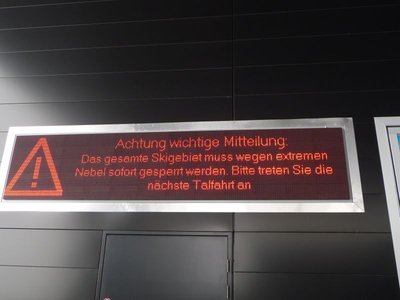 Achtung wichtige Mitteilung:
Das gesamte Skigebiet muss wegen extremen
Nebel sofort gesperrt werden. Bitte treten Sie die
nächste Talfahrt an